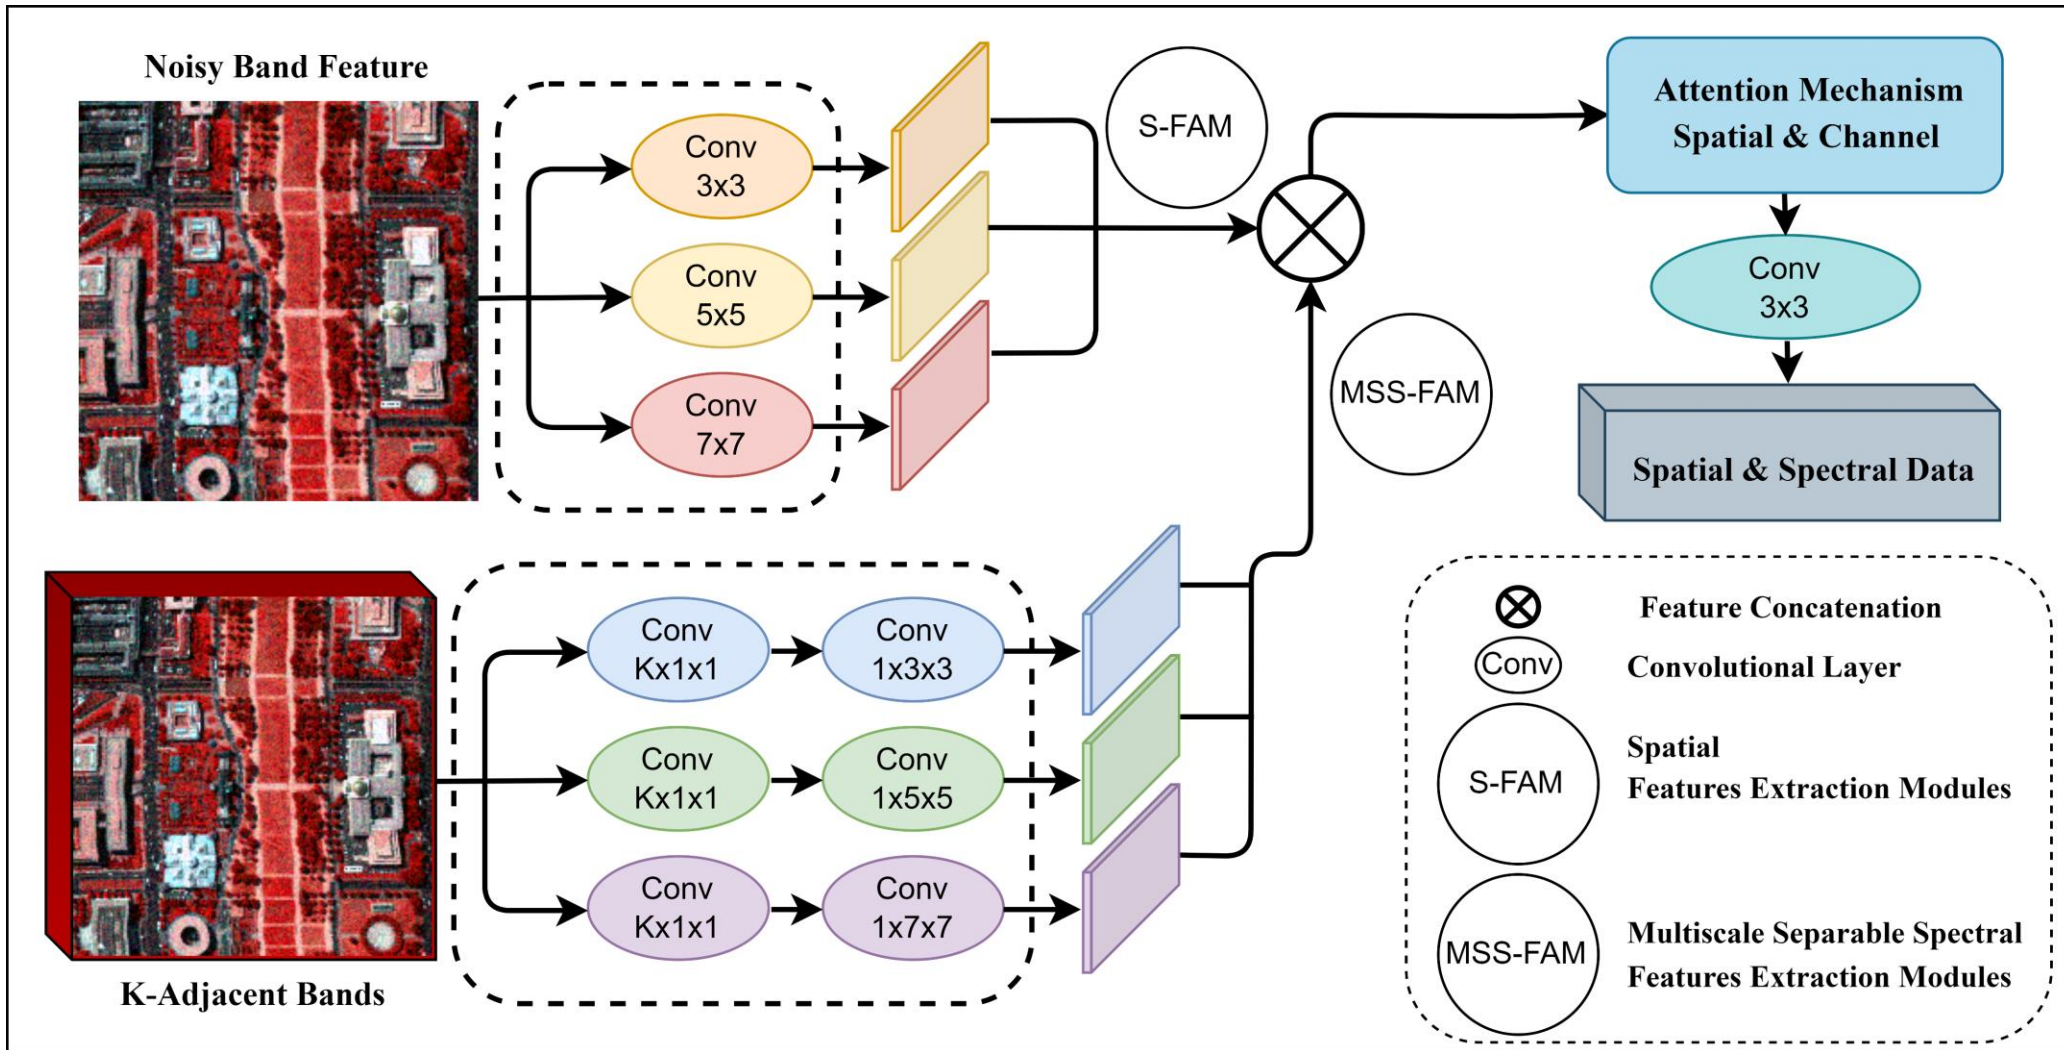 Noisy Band Feature
Conv
3x3
Conv
5x5
Conv
7x7
S-FAM
Attention Mechanism
Spatial & Channel
Conv
3x3
Spatial & Spectral Data
MSS-FAM
K-Adjacent Bands
Conv
Kx1x1
Conv
1x3x3
Conv
Kx1x1
Conv
1x5x5
Conv
Kx1x1
Conv
1x7x7
Feature Concatenation
Conv
Convolutional Layer
S-FAM
Spatial
Features Extraction Modules
MSS-FAM
Multiscale Separable Spectral
Features Extraction Modules